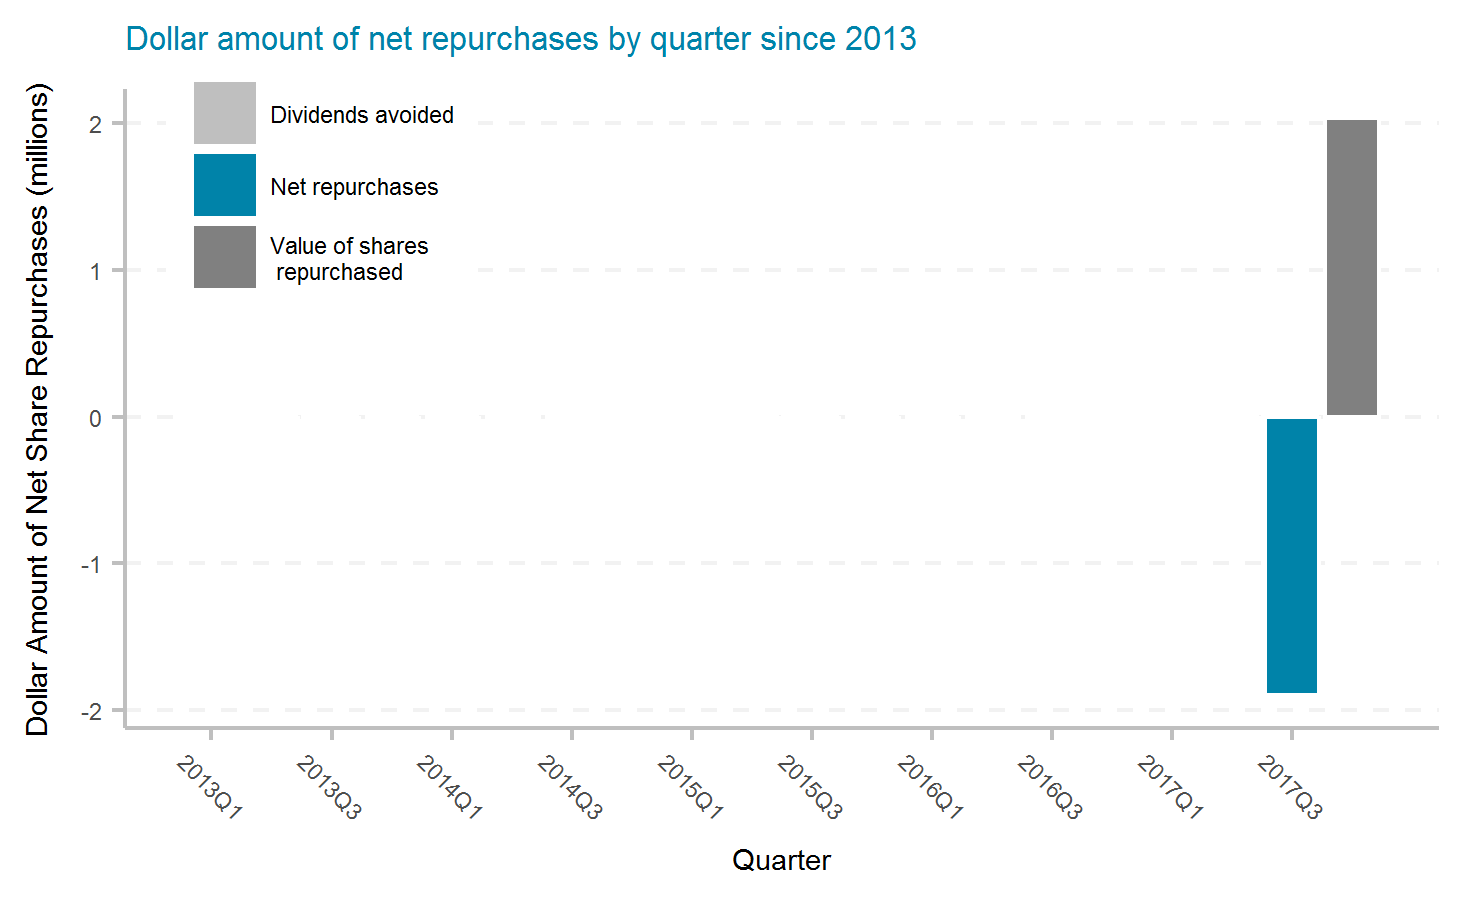 Dollar amount of net repurchases by quarter since 2013
Dollar Amount of Net Share Repurchases (millions)
2
1
0
-1
-2
Dividends avoided
Net repurchases
Value of shares
repurchased
2013Q1
2013Q3
2014Q1
2014Q3
2015Q1
2015Q3
2016Q1
2016Q3
2017Q1
2017Q3
Quarter